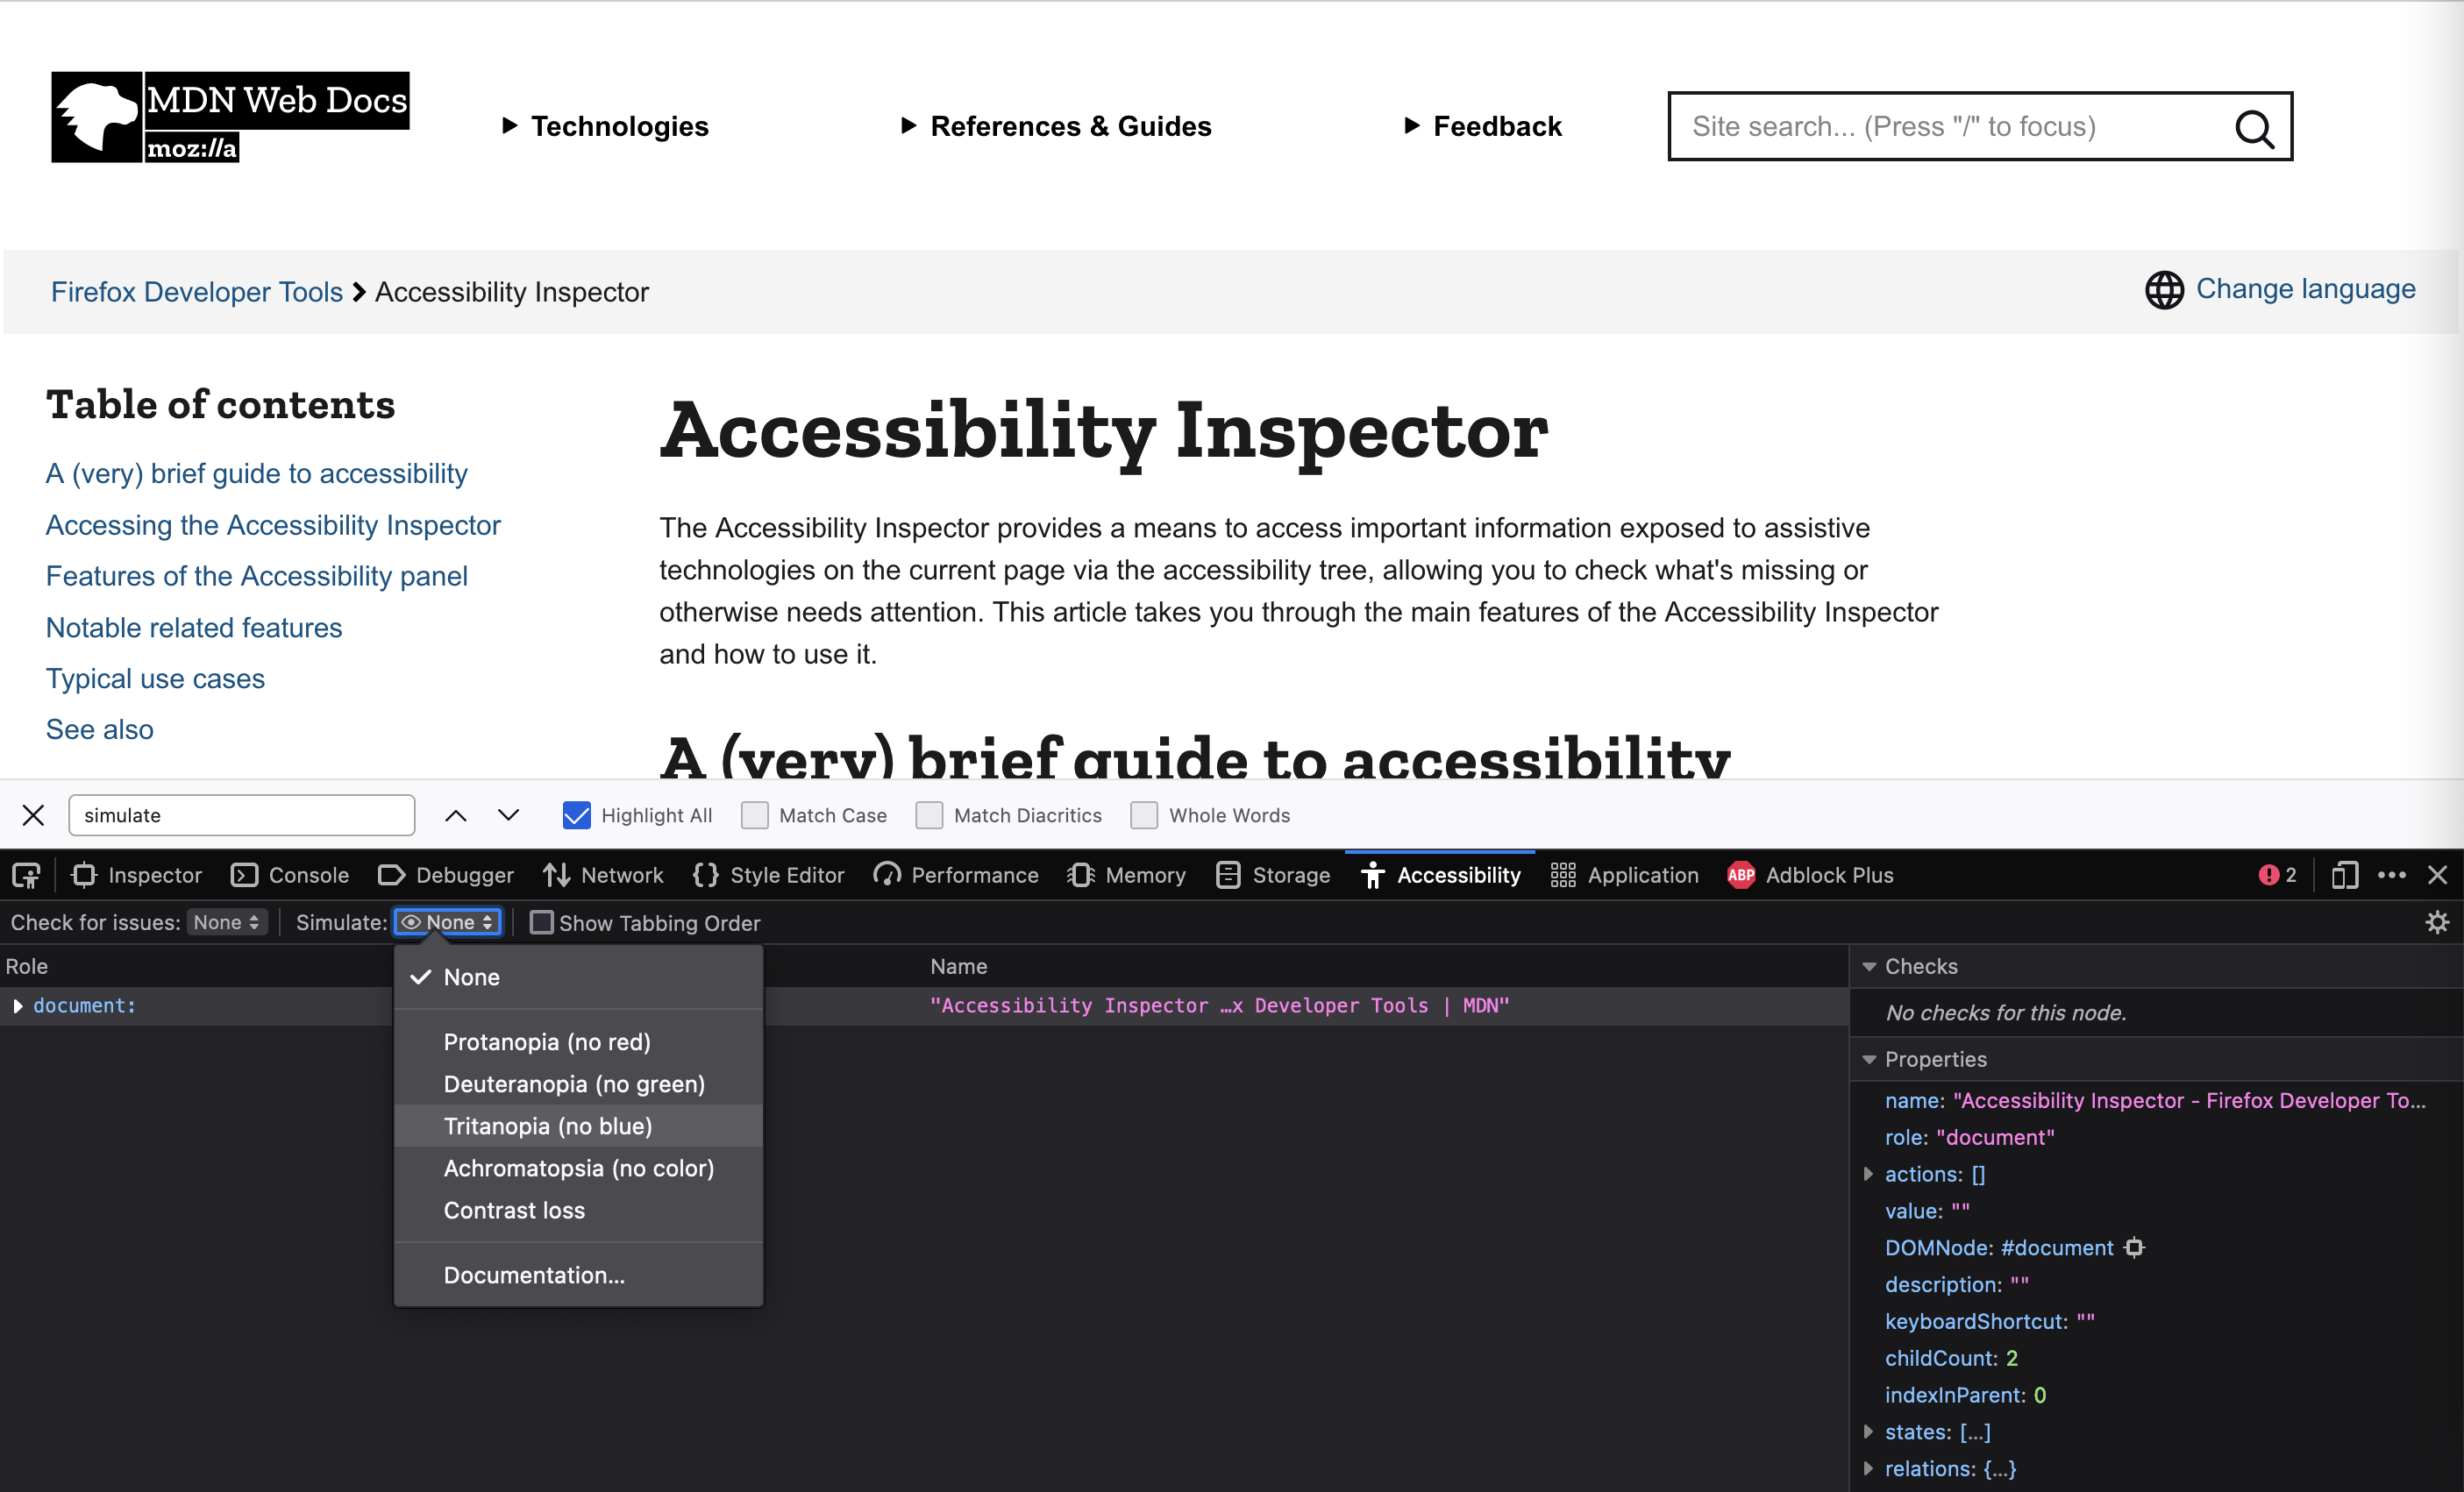 MDN Web Docs
moz://a
Technologies
References & Guides
Feedback
Site search... (Press "/" to focus)
Firefox Developer Tools
Accessibility Inspector
Change language
Table of contents
A (very) brief guide to accessibility
Accessing the Accessibility Inspector
Features of the Accessibility panel
Notable related features
Typical use cases
See also
Accessibility Inspector
The Accessibility Inspector provides a means to access important information exposed to assistive
technologies on the current page via the accessibility tree, allowing you to check what's missing or
otherwise needs attention. This article takes you through the main features of the Accessibility Inspector
and how to use it.
A (very) brief guide to accessibility
simulate
Highlight All
Match Case
Match Diacritics
Whole Words
Inspector
Console
Debugger
Network
{} Style Editor
Performance
Memory
Storage
Accessibility
Application
ABP Adblock Plus
2
Check for issues: None
Simulate: None
Show Tabbing Order
Role
Name
document:
"Accessibility Inspector …x Developer Tools | MDN"
None
Protanopia (no red)
Deuteranopia (no green)
Tritanopia (no blue)
Achromatopsia (no color)
Contrast loss
Documentation…
Checks
No checks for this node.
Properties
name: "Accessibility Inspector - Firefox Developer To…
role: "document"
actions: []
value: ""
DOMNode: #document
description: ""
keyboardShortcut: ""
childCount: 2
indexInParent: 0
states: […]
relations: {…}